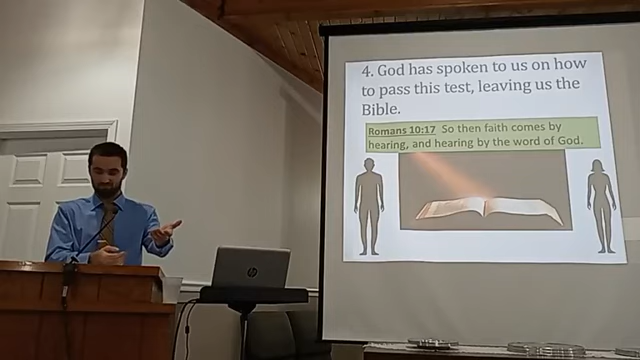 4. God has spoken to us on how
to pass this test, leaving us the
Bible.
Romans 10:17 So then faith comes by
hearing, and hearing by the word of God.
hp